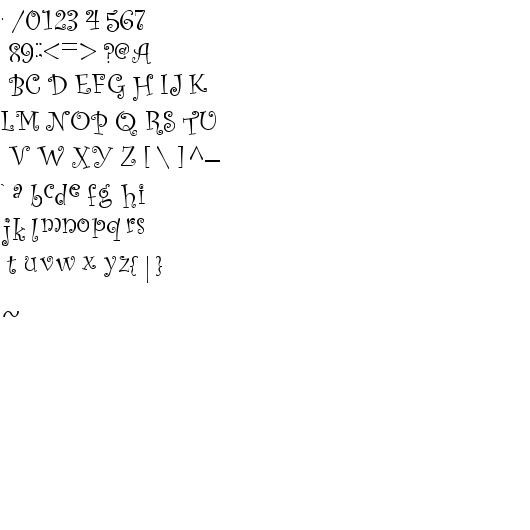 . /0123 4 567
89:;<=> ?@A
BC D EFG H IJ K
LM NOP Q RS TU
V W XY Z [ \ ] ^_
` a bcde fg hi
jk lmnopq rs
t uvw x yz{ | }
~